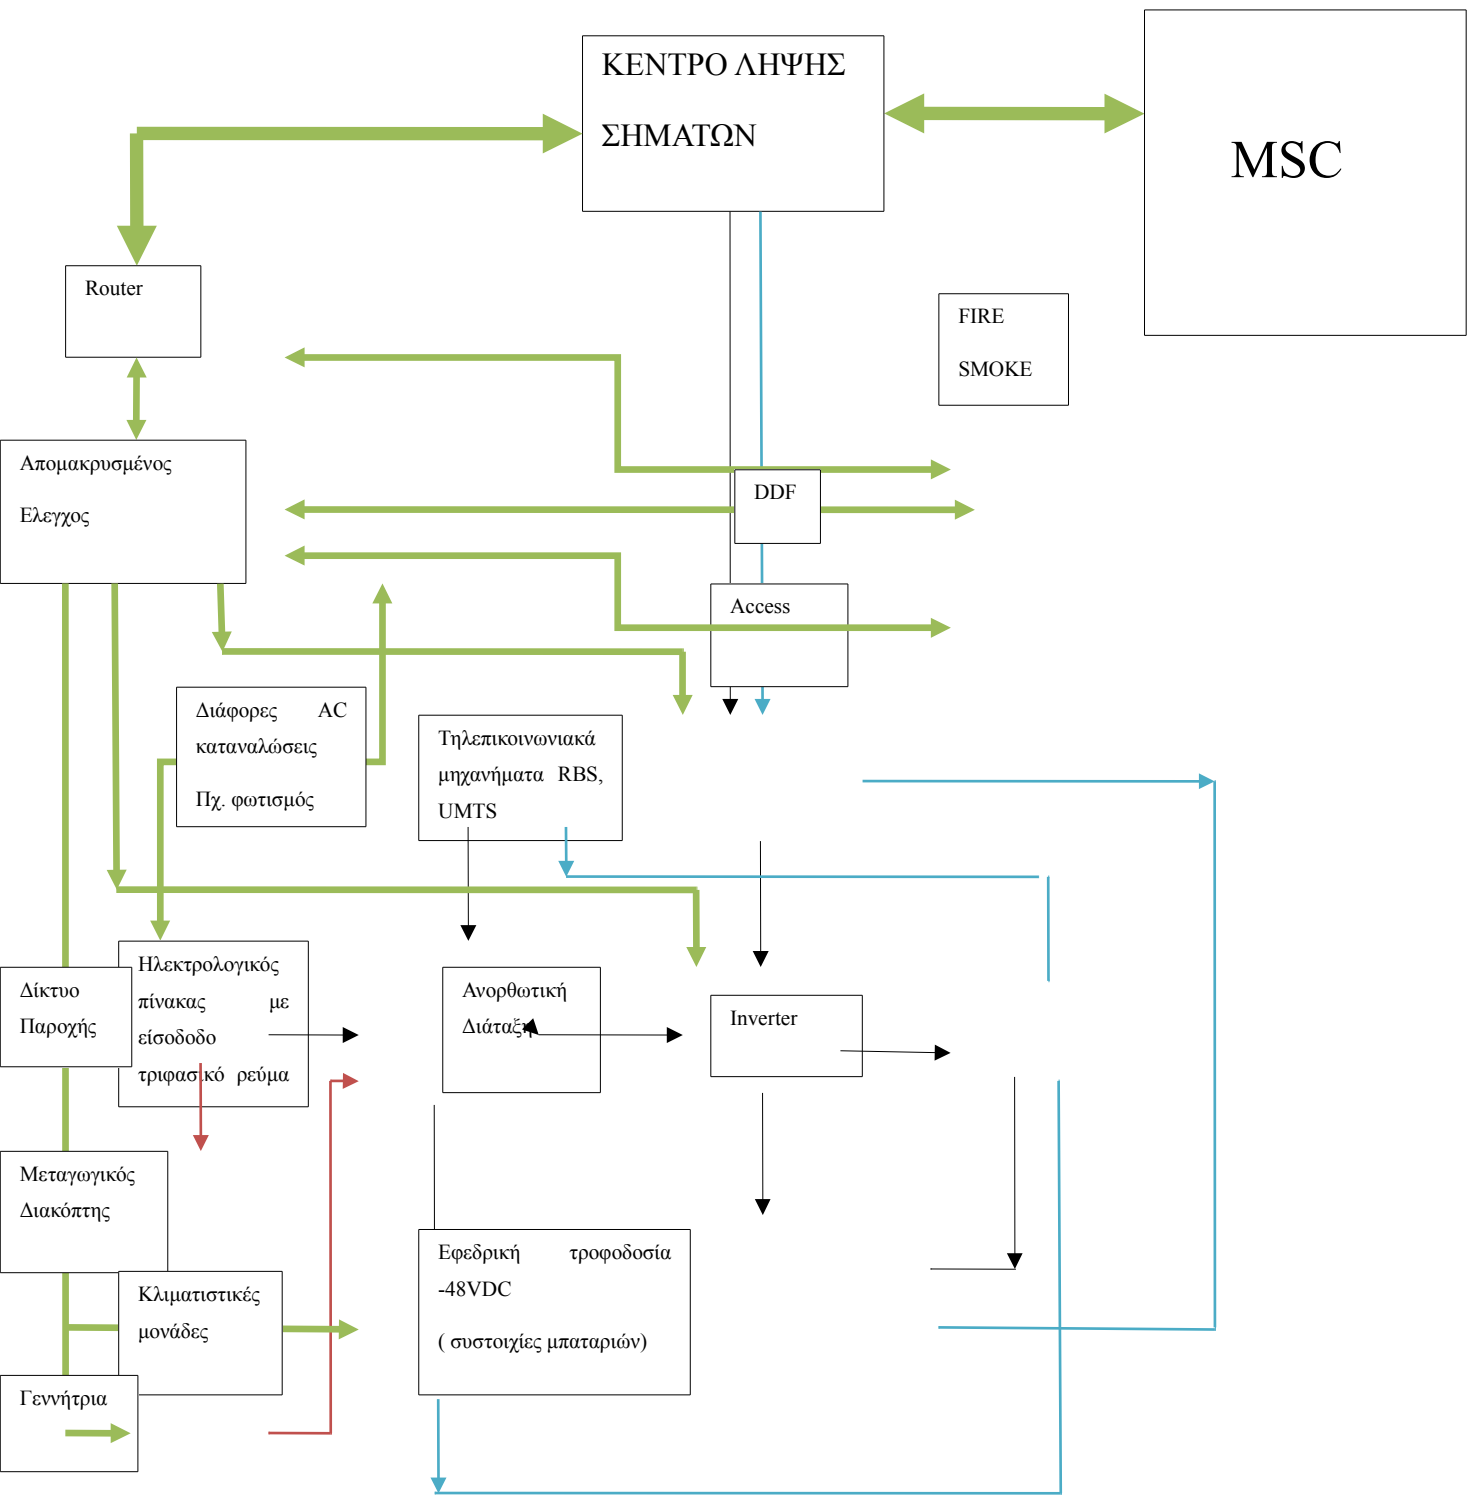 ΚΕΝΤΡΟ ΛΗΨΗΣ
ΣΗΜΑΤΩΝ
MSC
Router
FIRE
SMOKE
Απομακρυσμένος
Ελεγχος
DDF
Access
Διάφορες AC
καταναλώσεις
Πχ. φωτισμός
Τηλεπικοινωνιακά
μηχανήματα RBS,
UMTS
Ηλεκτρολογικός
πίνακας με
είσοδοδο
τριφασικό ρεύμα
Δίκτυο
Παροχής
Ανορθωτική
Διάταξη
Inverter
Μεταγωγικός
Διακόπτης
Εφεδρική τροφοδοσία
-48VDC
( συστοιχίες μπαταριών)
Κλιματιστικές
μονάδες
Γεννήτρια